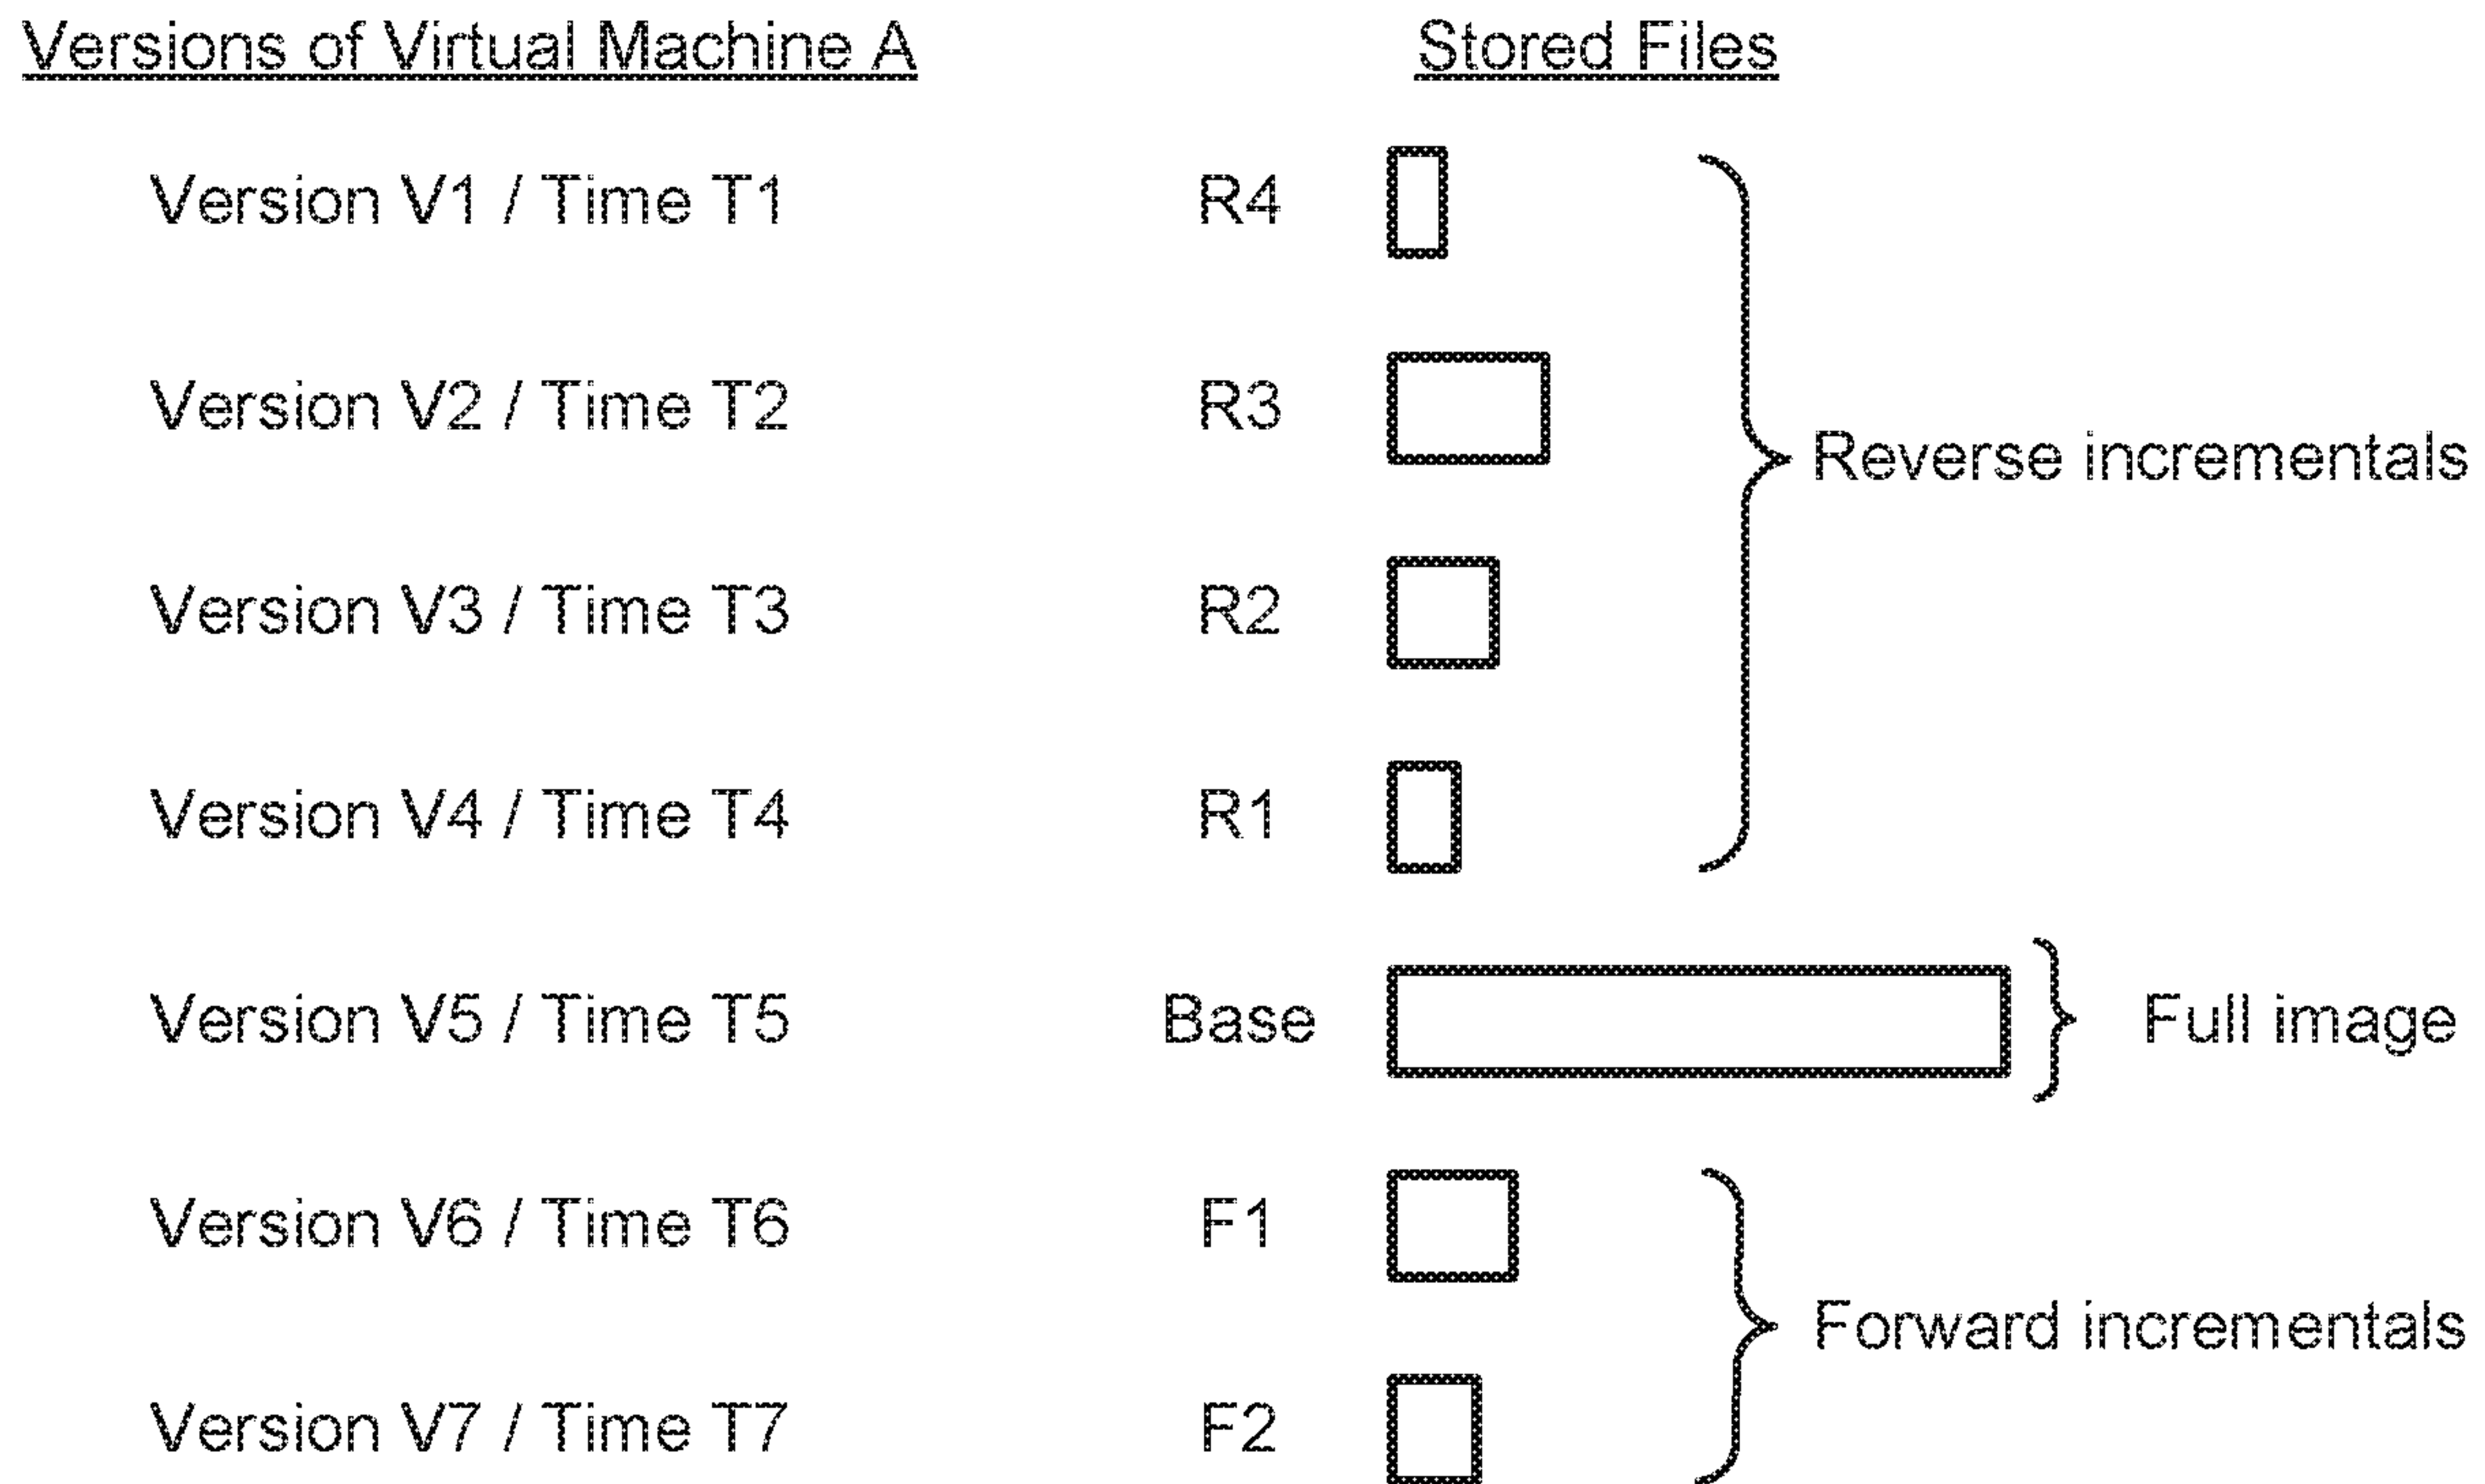 Versions of Virtual Machine A Stored Files
Version V1 / Time T1 R4
Version V2 / Time T2 R3
Reverse incrementals
Version V3 / Time T3 R2
Version V4 / Time T4 R1
Version V5 / Time T5 Base Full image
Version V6 / Time T6 F1
Forward incrementals
Version V7 / Time T7 F2